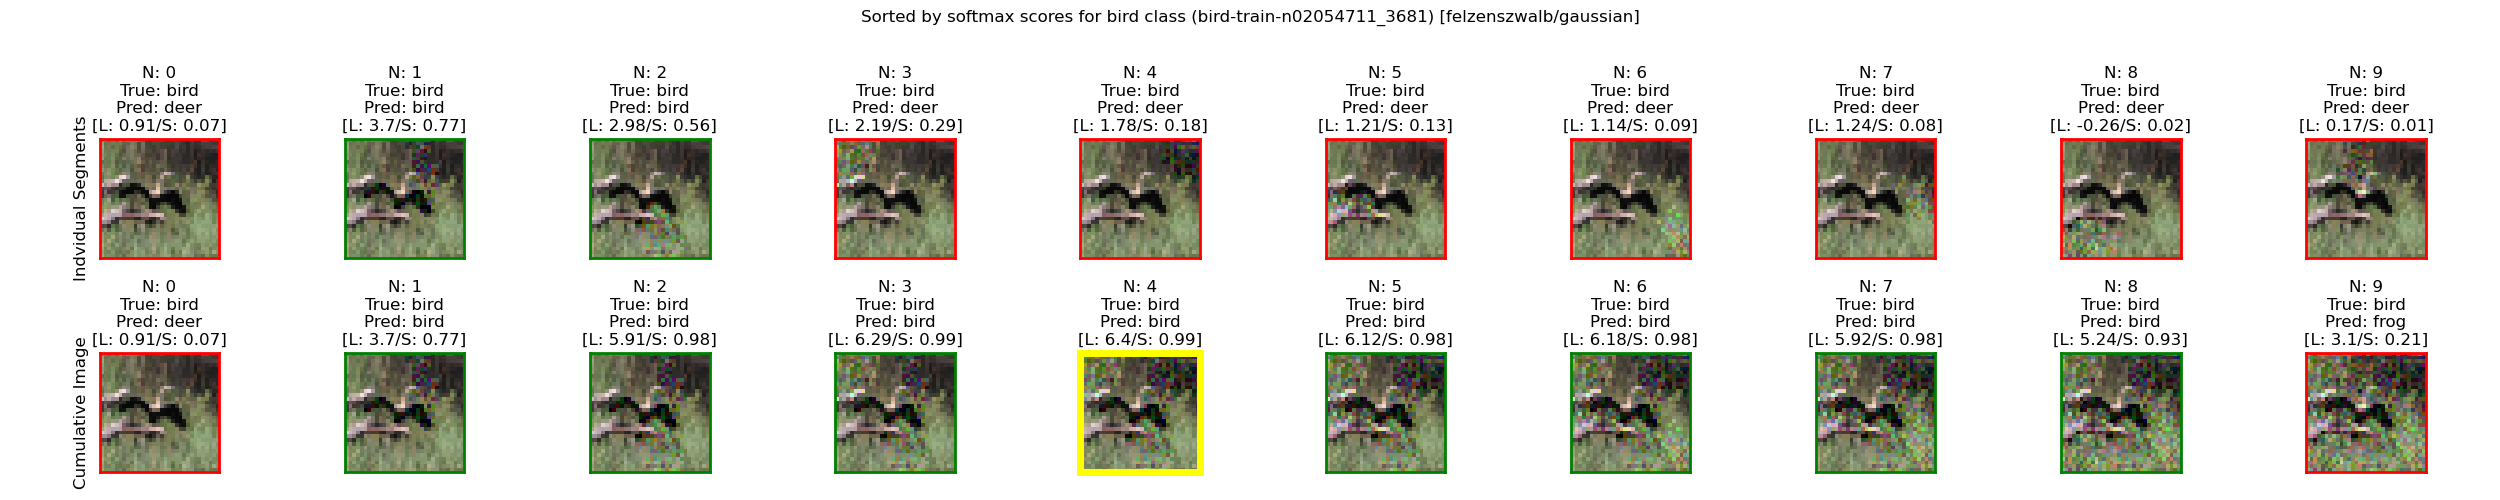 Sorted by softmax scores for bird class (bird-train-n02054711_3681) [felzenszwalb/gaussian]
Indvidual Segments
N: 0
True: bird
Pred: deer
[L: 0.91/S: 0.07]
N: 1
True: bird
Pred: bird
[L: 3.7/S: 0.77]
N: 2
True: bird
Pred: bird
[L: 2.98/S: 0.56]
N: 3
True: bird
Pred: deer
[L: 2.19/S: 0.29]
N: 4
True: bird
Pred: deer
[L: 1.78/S: 0.18]
N: 5
True: bird
Pred: deer
[L: 1.21/S: 0.13]
N: 6
True: bird
Pred: deer
[L: 1.14/S: 0.09]
N: 7
True: bird
Pred: deer
[L: 1.24/S: 0.08]
N: 8
True: bird
Pred: deer
[L: -0.26/S: 0.02]
N: 9
True: bird
Pred: deer
[L: 0.17/S: 0.01]
Cumulative Image
N: 0
True: bird
Pred: deer
[L: 0.91/S: 0.07]
N: 1
True: bird
Pred: bird
[L: 3.7/S: 0.77]
N: 2
True: bird
Pred: bird
[L: 5.91/S: 0.98]
N: 3
True: bird
Pred: bird
[L: 6.29/S: 0.99]
N: 4
True: bird
Pred: bird
[L: 6.4/S: 0.99]
N: 5
True: bird
Pred: bird
[L: 6.12/S: 0.98]
N: 6
True: bird
Pred: bird
[L: 6.18/S: 0.98]
N: 7
True: bird
Pred: bird
[L: 5.92/S: 0.98]
N: 8
True: bird
Pred: bird
[L: 5.24/S: 0.93]
N: 9
True: bird
Pred: frog
[L: 3.1/S: 0.21]